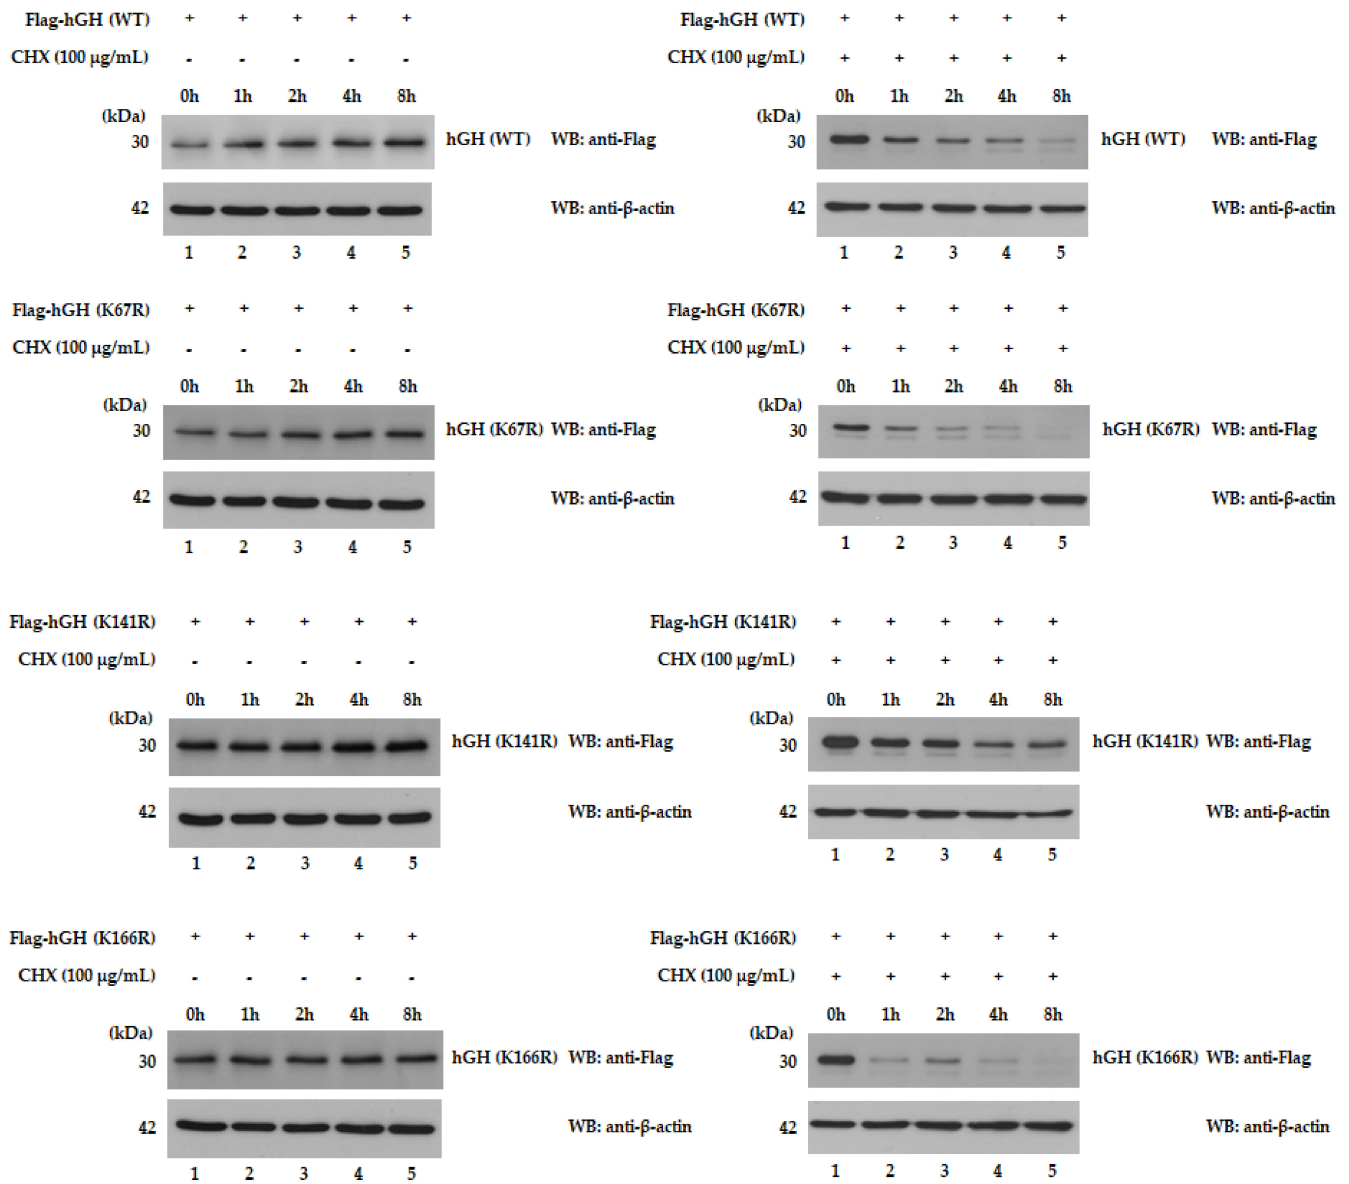 Flag-hGH (WT) + + + + +
CHX (100 µg/mL) - - - - -
0h 1h 2h 4h 8h
(kDa)
30 hGH (WT) WB: anti-Flag
42 WB: anti-β-actin
1 2 3 4 5
Flag-hGH (WT) + + + + +
CHX (100 µg/mL) + + + + +
0h 1h 2h 4h 8h
(kDa)
30 hGH (WT) WB: anti-Flag
42 WB: anti-β-actin
1 2 3 4 5
Flag-hGH (K67R) + + + + +
CHX (100 µg/mL) - - - - -
0h 1h 2h 4h 8h
(kDa)
30 hGH (K67R) WB: anti-Flag
42 WB: anti-β-actin
1 2 3 4 5
Flag-hGH (K67R) + + + + +
CHX (100 µg/mL) + + + + +
0h 1h 2h 4h 8h
(kDa)
30 hGH (K67R) WB: anti-Flag
42 WB: anti-β-actin
1 2 3 4 5
Flag-hGH (K141R) + + + + +
CHX (100 µg/mL) - - - - -
0h 1h 2h 4h 8h
(kDa)
30 hGH (K141R) WB: anti-Flag
42 WB: anti-β-actin
1 2 3 4 5
Flag-hGH (K141R) + + + + +
CHX (100 µg/mL) + + + + +
0h 1h 2h 4h 8h
(kDa)
30 hGH (K141R) WB: anti-Flag
42 WB: anti-β-actin
1 2 3 4 5
Flag-hGH (K166R) + + + + +
CHX (100 µg/mL) - - - - -
0h 1h 2h 4h 8h
(kDa)
30 hGH (K166R) WB: anti-Flag
42 WB: anti-β-actin
1 2 3 4 5
Flag-hGH (K166R) + + + + +
CHX (100 µg/mL) + + + + +
0h 1h 2h 4h 8h
(kDa)
30 hGH (K166R) WB: anti-Flag
42 WB: anti-β-actin
1 2 3 4 5